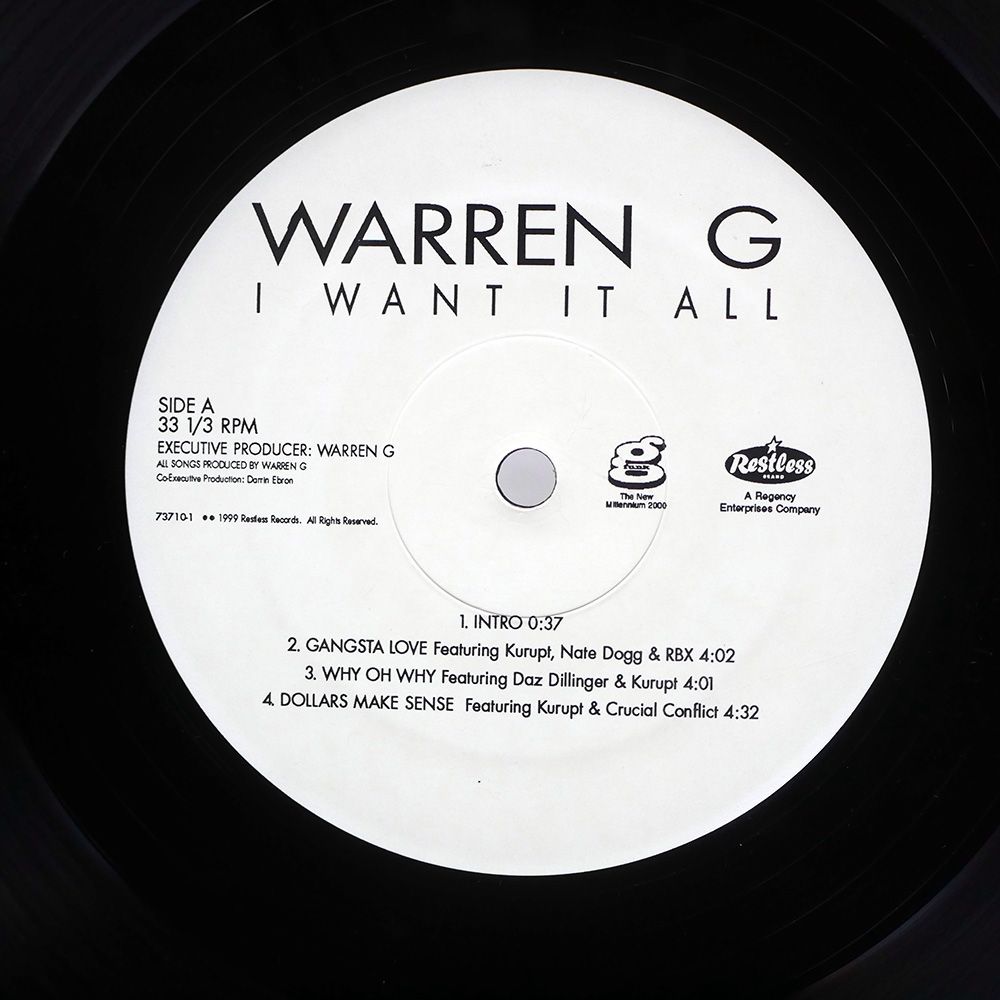 WARREN G
I WANT IT ALL
SIDE A
33 1/3 RPM
EXECUTIVE PRODUCER: WARREN G
ALL SONGS PRODUCED BY WARREN G
Co-Executive Production: Darrin Ebron
73710-1 ●● 1999 Restless Records. All Rights Reserved.
g
funk
The New
Millennium 2000
Restless
BRAND
A Regency
Enterprises Company
1. INTRO 0:37
2. GANGSTA LOVE Featuring Kurupt, Nate Dogg & RBX 4:02
3. WHY OH WHY Featuring Daz Dillinger & Kurupt 4:01
4. DOLLARS MAKE SENSE Featuring Kurupt & Crucial Conflict 4:32